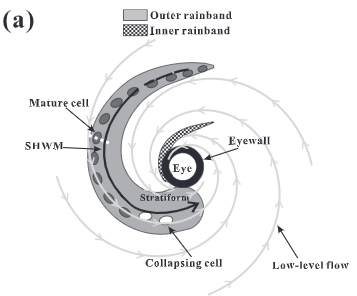 (a)
Outer rainband
Inner rainband
Mature cell
SHWM
Eyewall
Eye
Stratiform
Collapsing cell
Low-level flow